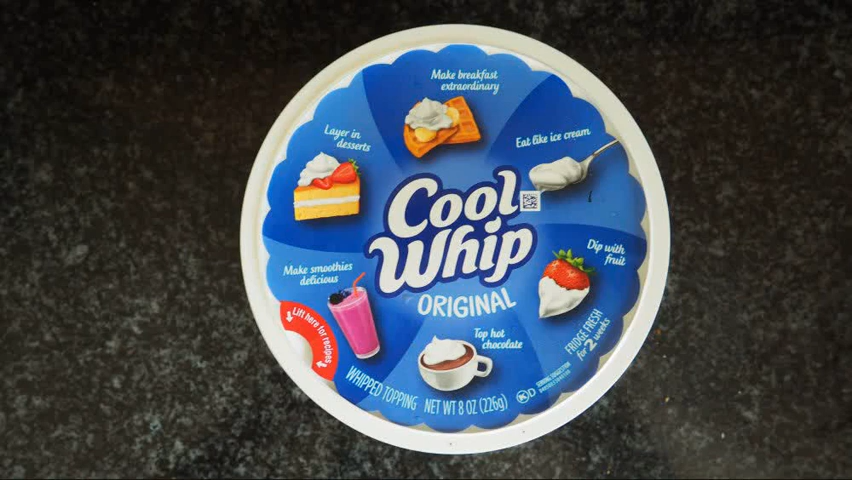 Make breakfast
extraordinary
Layer in
desserts
Eat like ice cream
Cool
Whip
ORIGINAL
Dip with
fruit
Make smoothies
delicious
Lift here for recipes
Top hot
chocolate
FRIDGE FRESH
for 2 weeks
WHIPPED TOPPING
NET WT 8 OZ (226g)
K D
SERVING SUGGESTION